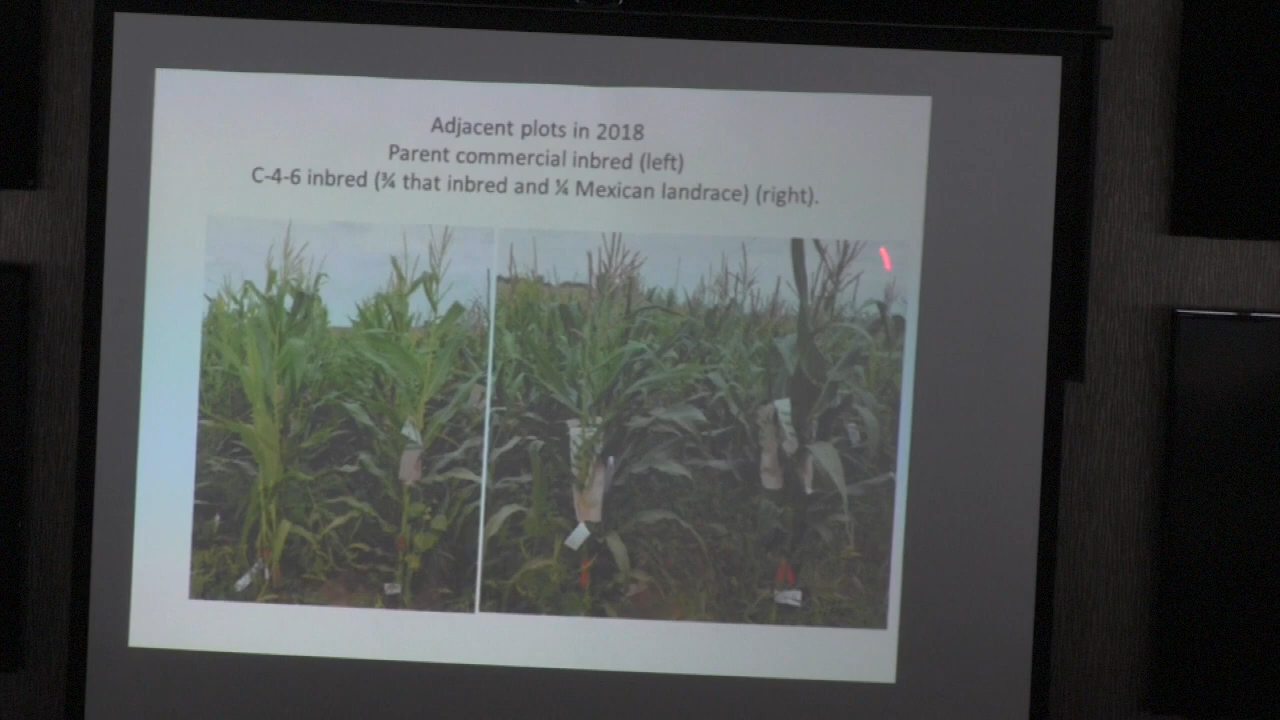 Adjacent plots in 2018
Parent commercial inbred (left)
C-4-6 inbred (¾ that inbred and ¼ Mexican landrace) (right).